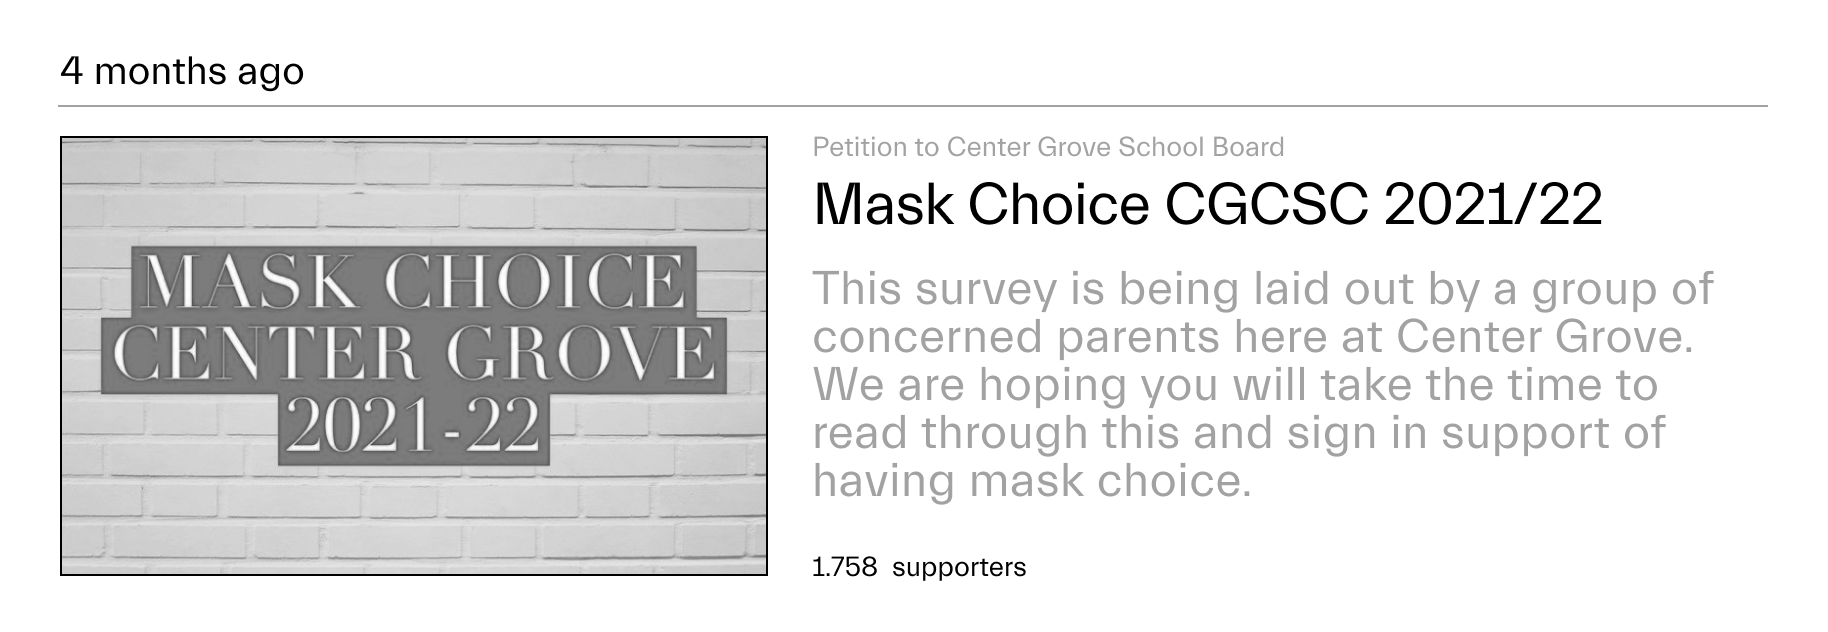 4 months ago
MASK CHOICE
CENTER GROVE
2021-22
Petition to Center Grove School Board
Mask Choice CGCSC 2021/22
This survey is being laid out by a group of
concerned parents here at Center Grove.
We are hoping you will take the time to
read through this and sign in support of
having mask choice.
1.758 supporters